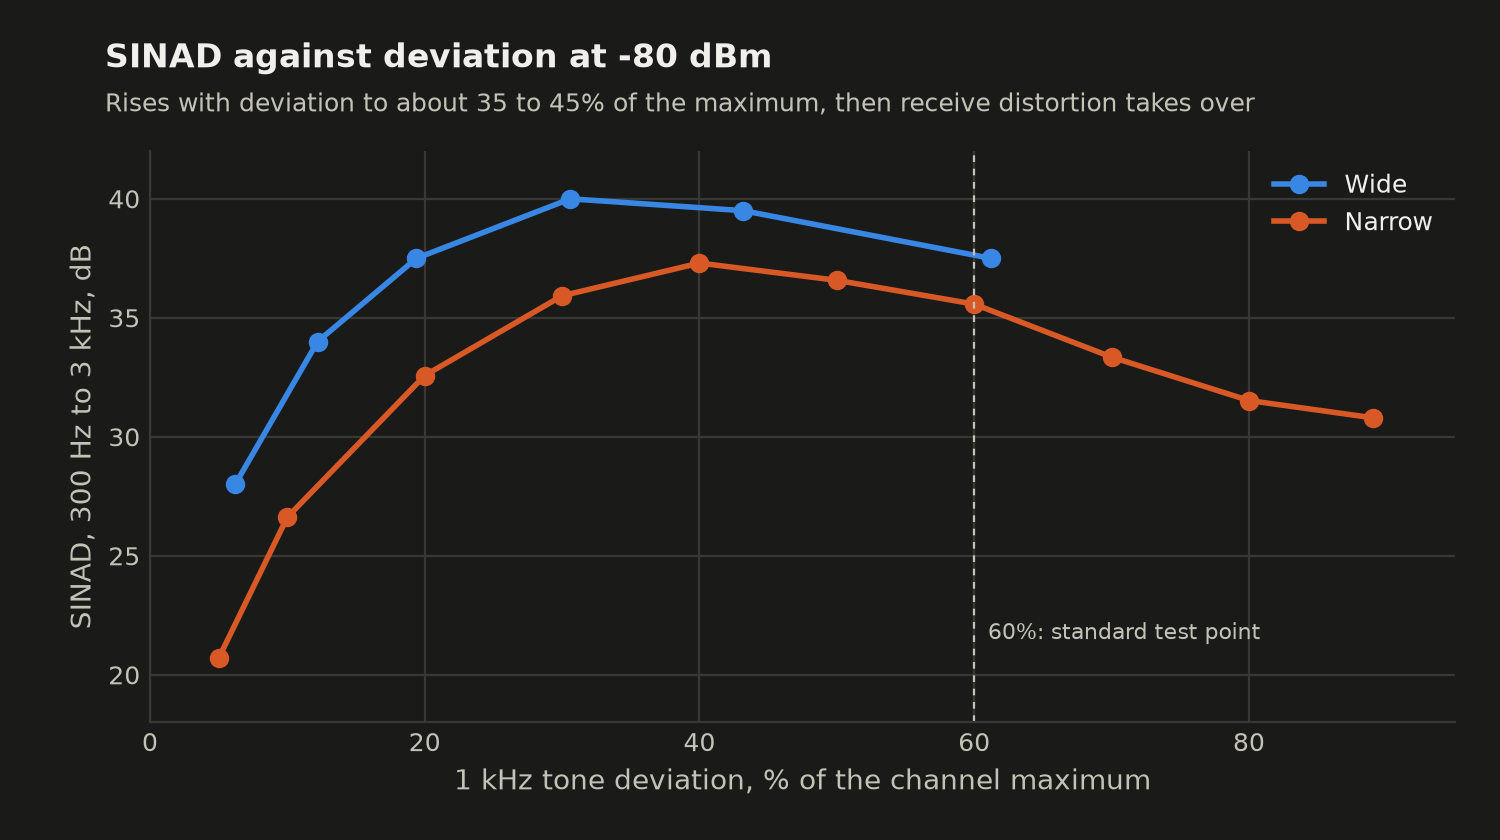 SINAD against deviation at -80 dBm
Rises with deviation to about 35 to 45% of the maximum, then receive distortion takes over
Wide
Narrow
SINAD, 300 Hz to 3 kHz, dB
40
35
30
25
20
60%: standard test point
0 20 40 60 80
1 kHz tone deviation, % of the channel maximum